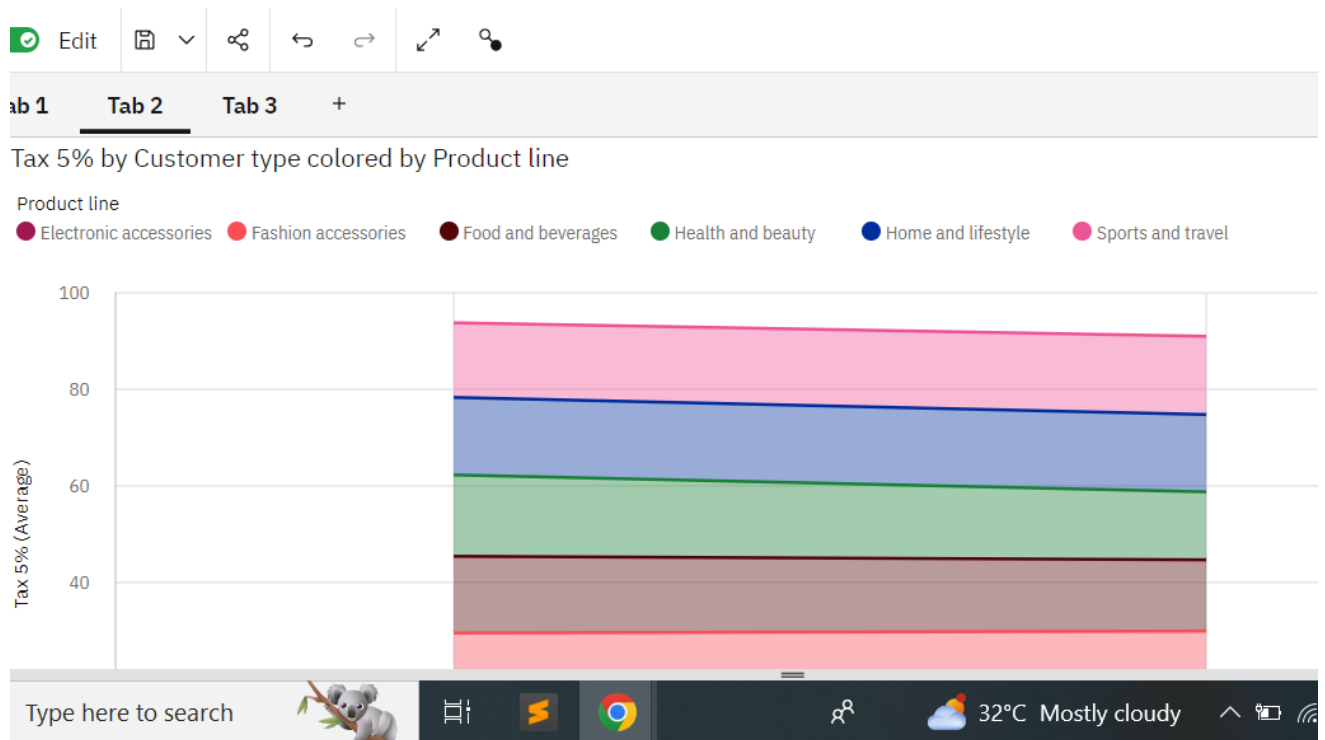 Edit
ab 1 Tab 2 Tab 3 +
Tax 5% by Customer type colored by Product line
Product line
Electronic accessories Fashion accessories Food and beverages Health and beauty Home and lifestyle Sports and travel
100
80
60
40
Tax 5% (Average)
Type here to search 32°C Mostly cloudy